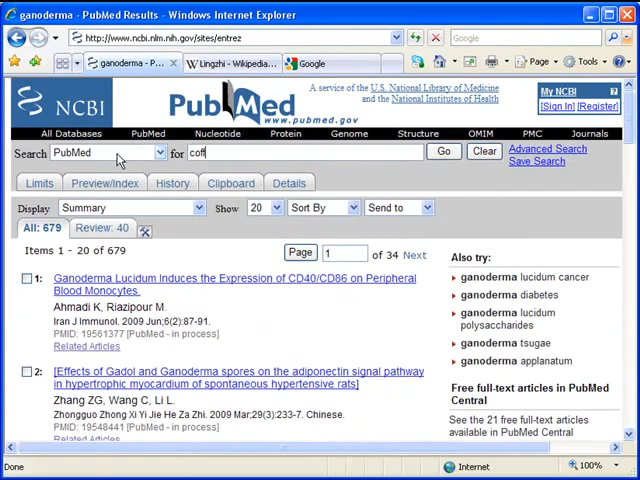 ganoderma - PubMed Results - Windows Internet Explorer
http://www.ncbi.nlm.nih.gov/sites/entrez
Google
ganoderma - P...
Lingzhi - Wikipedia...
Google
Page
Tools
NCBI
PubMed
www.pubmed.gov
A service of the U.S. National Library of Medicine
and the National Institutes of Health
My NCBI
[Sign In] [Register]
All Databases PubMed Nucleotide Protein Genome Structure OMIM PMC Journals
Search PubMed for coff Go Clear
Advanced Search
Save Search
Limits Preview/Index History Clipboard Details
Display Summary Show 20 Sort By Send to
All: 679 Review: 40
Items 1 - 20 of 679
Page 1 of 34 Next
1: Ganoderma Lucidum Induces the Expression of CD40/CD86 on Peripheral
Blood Monocytes.
Ahmadi K, Riazipour M.
Iran J Immunol. 2009 Jun;6(2):87-91.
PMID: 19561377 [PubMed - in process]
Related Articles
2: [Effects of Gadol and Ganoderma spores on the adiponectin signal pathway
in hypertrophic myocardium of spontaneous hypertensive rats]
Zhang ZG, Wang C, Li L.
Zhongguo Zhong Xi Yi Jie He Za Zhi. 2009 Mar;29(3):233-7. Chinese.
PMID: 19548441 [PubMed - in process]
Related Articles
Also try:
ganoderma lucidum cancer
ganoderma diabetes
ganoderma lucidum
polysaccharides
ganoderma tsugae
ganoderma applanatum
Free full-text articles in PubMed
Central
See the 21 free full-text articles
available in PubMed Central
Done
Internet
100%